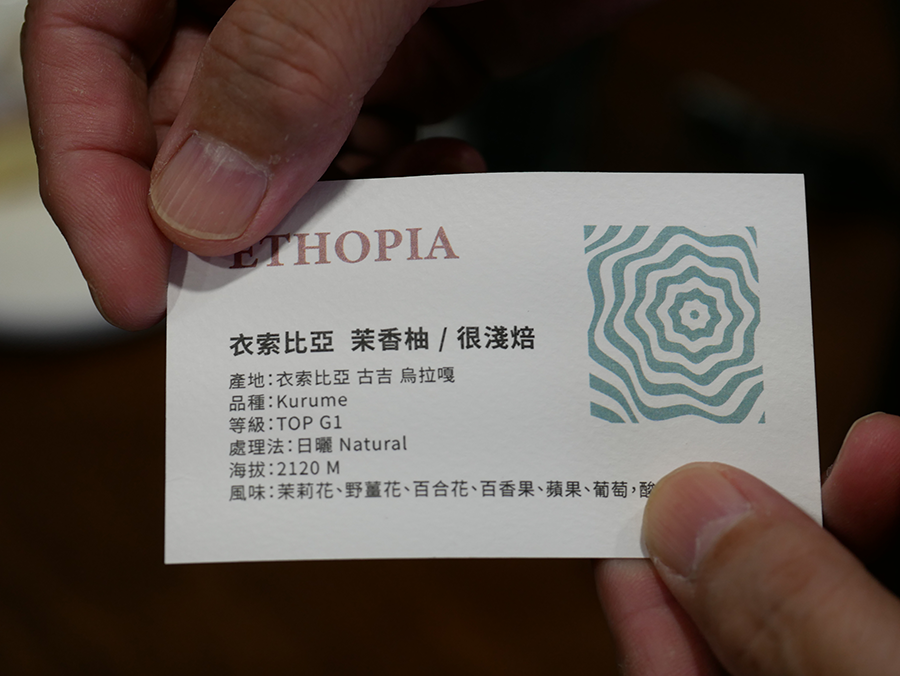 ETHOPIA
衣索比亞 茉香柚 / 很淺焙
產地：衣索比亞 古吉 烏拉嘎
品種：Kurume
等級：TOP G1
處理法：日曬 Natural
海拔：2120 M
風味：茉莉花、野薑花、百合花、百香果、蘋果、葡萄，酸